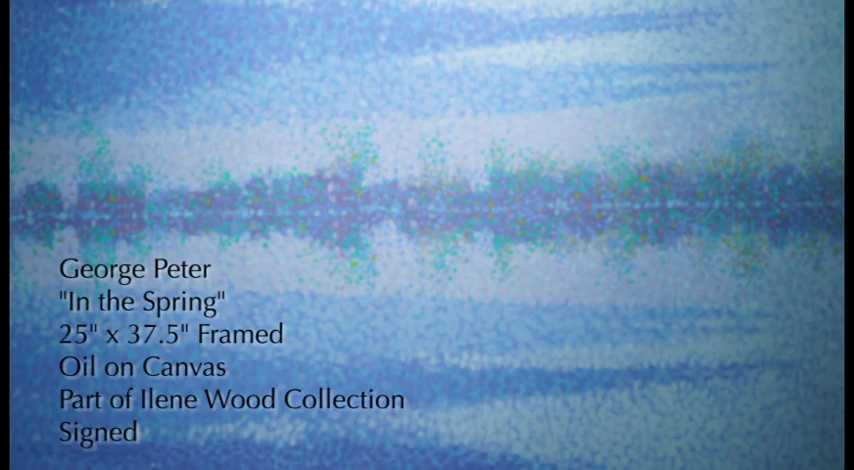 George Peter
"In the Spring"
25" x 37.5" Framed
Oil on Canvas
Part of Ilene Wood Collection
Signed